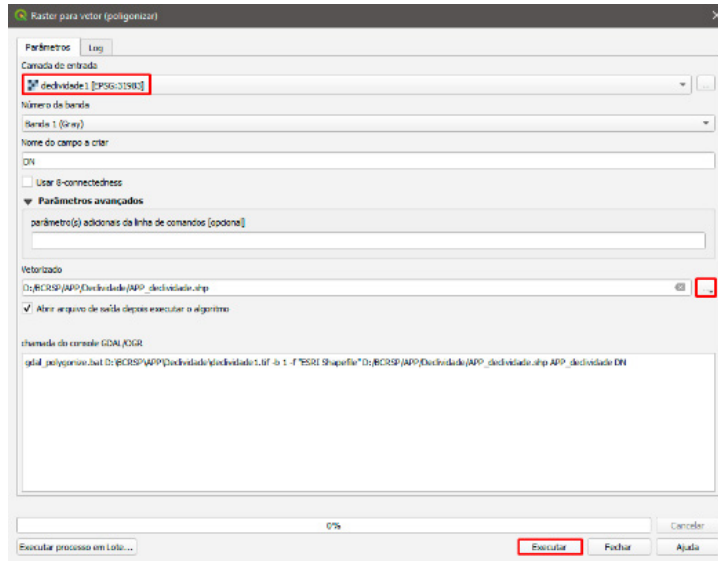 Raster para vetor (poligonizar)
Parâmetros Log
Camada de entrada
declividade1 [EPSG:31983]
Número da banda
Banda 1 (Gray)
Nome do campo a criar
DN
Usar 8-connectedness
Parâmetros avançados
parâmetro(s) adicionais da linha de comandos [opcional]
Vetorizado
D:/BCRSP/APP/Declividade/APP_declividade.shp
Abrir arquivo de saída depois executar o algoritmo
chamada do console GDAL/OGR
gdal_polygonize.bat D:\BCRSP\APP\Declividade\declividade1.tif -b 1 -f "ESRI Shapefile" D:/BCRSP/APP/Declividade/APP_declividade.shp APP_declividade DN
0% Cancelar
Executar processo em Lote... Executar Fechar Ajuda